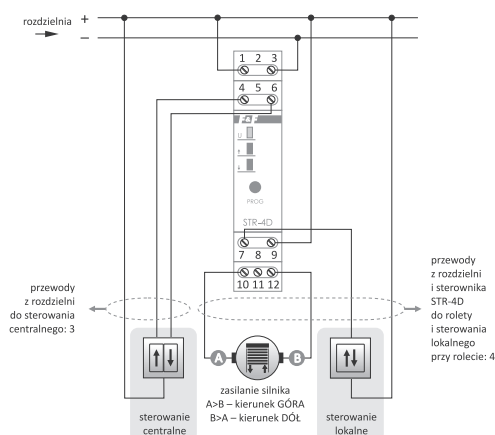 rozdzielnia
+
−
1 2 3
4 5 6
F&F
U
PROG
STR-4D
7 8 9
10 11 12
przewody
z rozdzielni
do sterowania
centralnego: 3
przewody
z rozdzielni
i sterownika
STR-4D
do rolety
i sterowania
lokalnego
przy rolecie: 4
A
B
zasilanie silnika
A>B – kierunek GÓRA
B>A – kierunek DÓŁ
sterowanie
centralne
sterowanie
lokalne